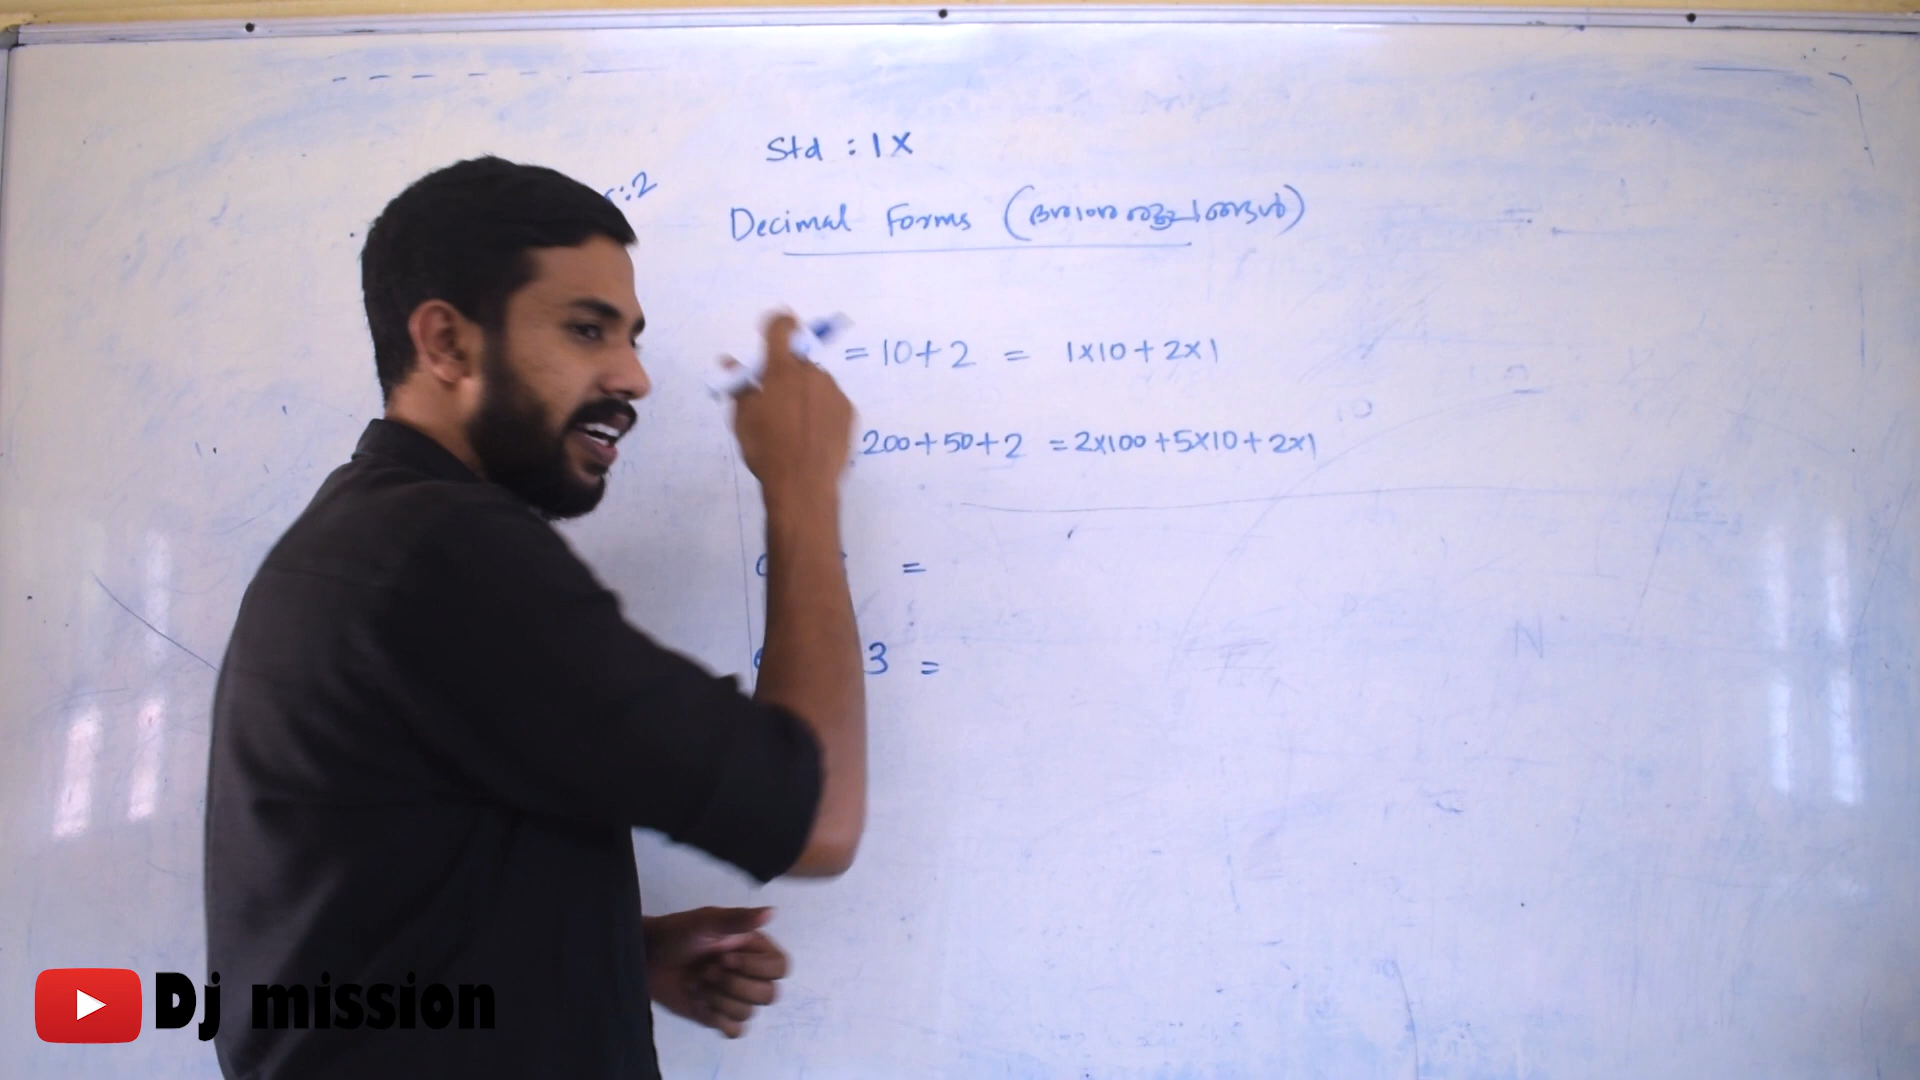 Std : IX
:2
Decimal Forms (ദശാംശരൂപങ്ങൾ)
= 10+2 = 1x10 + 2x1
200+50+2 = 2x100 + 5x10 + 2x1
=
3 =
N
Dj mission